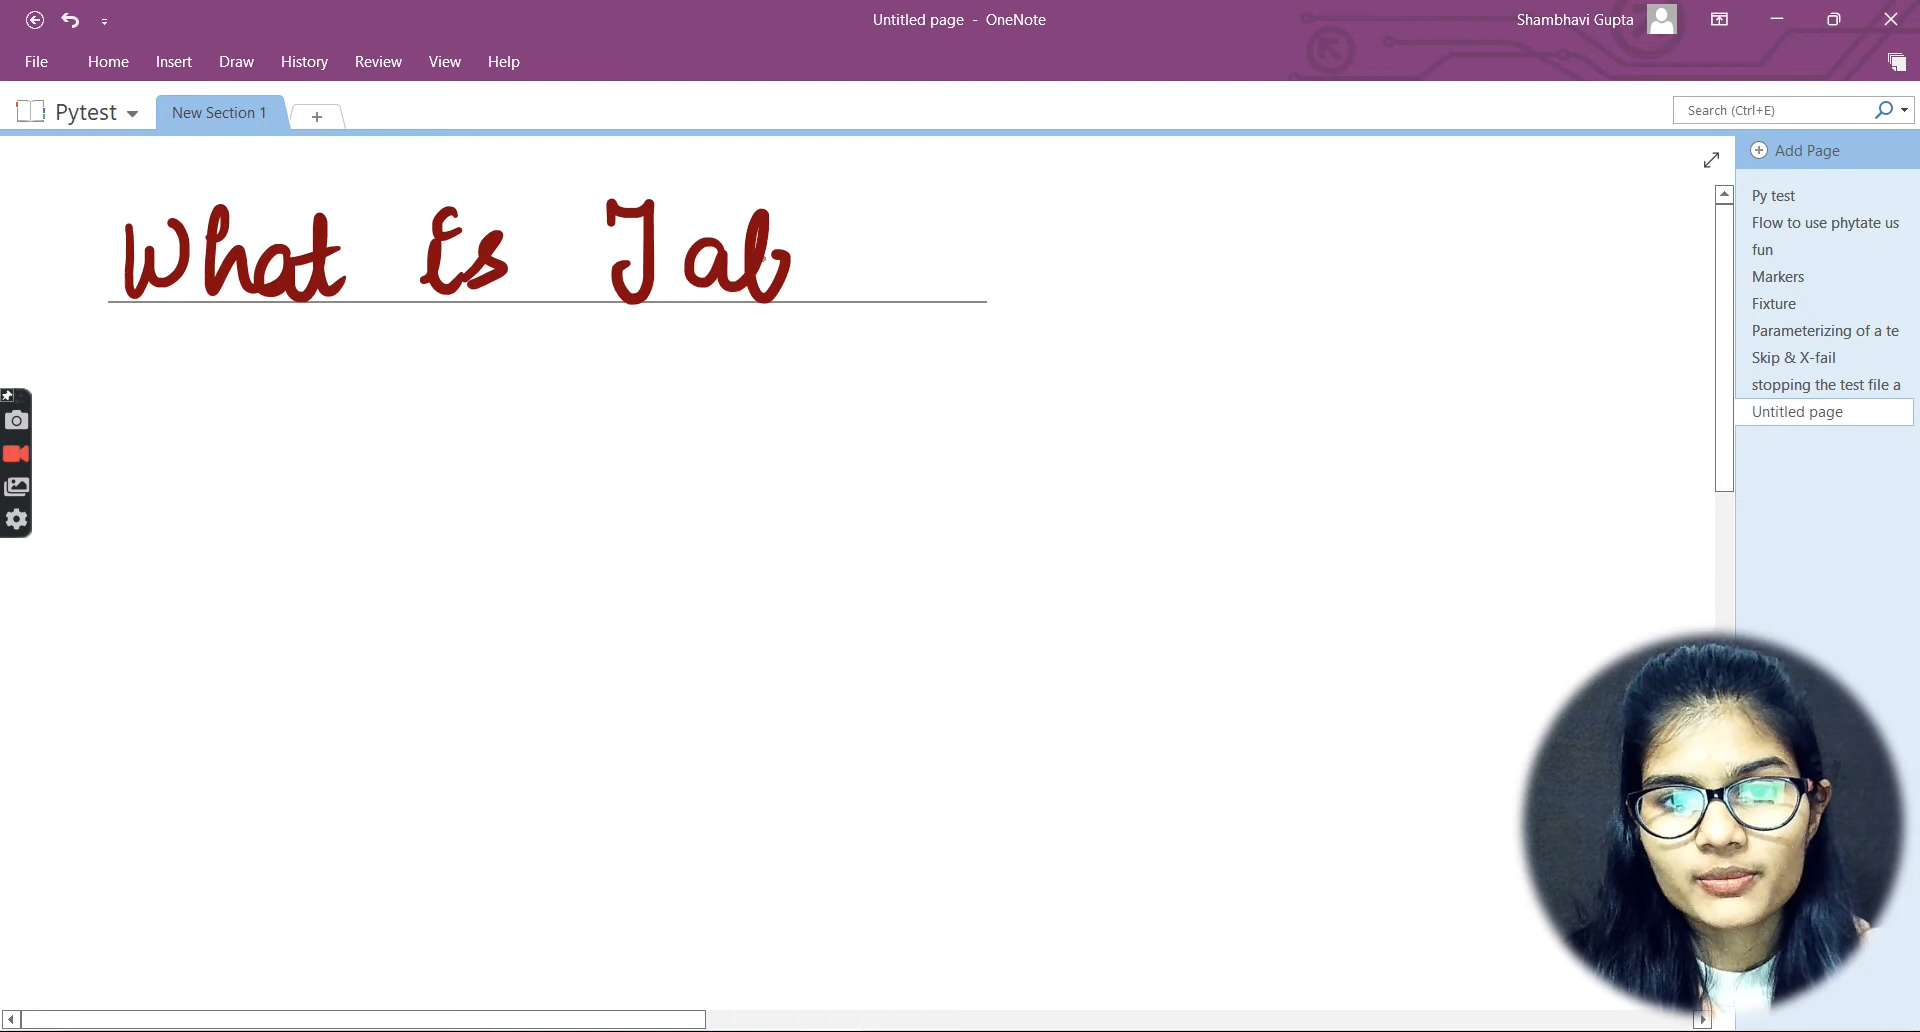 Untitled page - OneNote
Shambhavi Gupta
File Home Insert Draw History Review View Help
Pytest
New Section 1
Search (Ctrl+E)
Add Page
What is Jab
Py test
Flow to use phytate us
fun
Markers
Fixture
Parameterizing of a te
Skip & X-fail
stopping the test file a
Untitled page